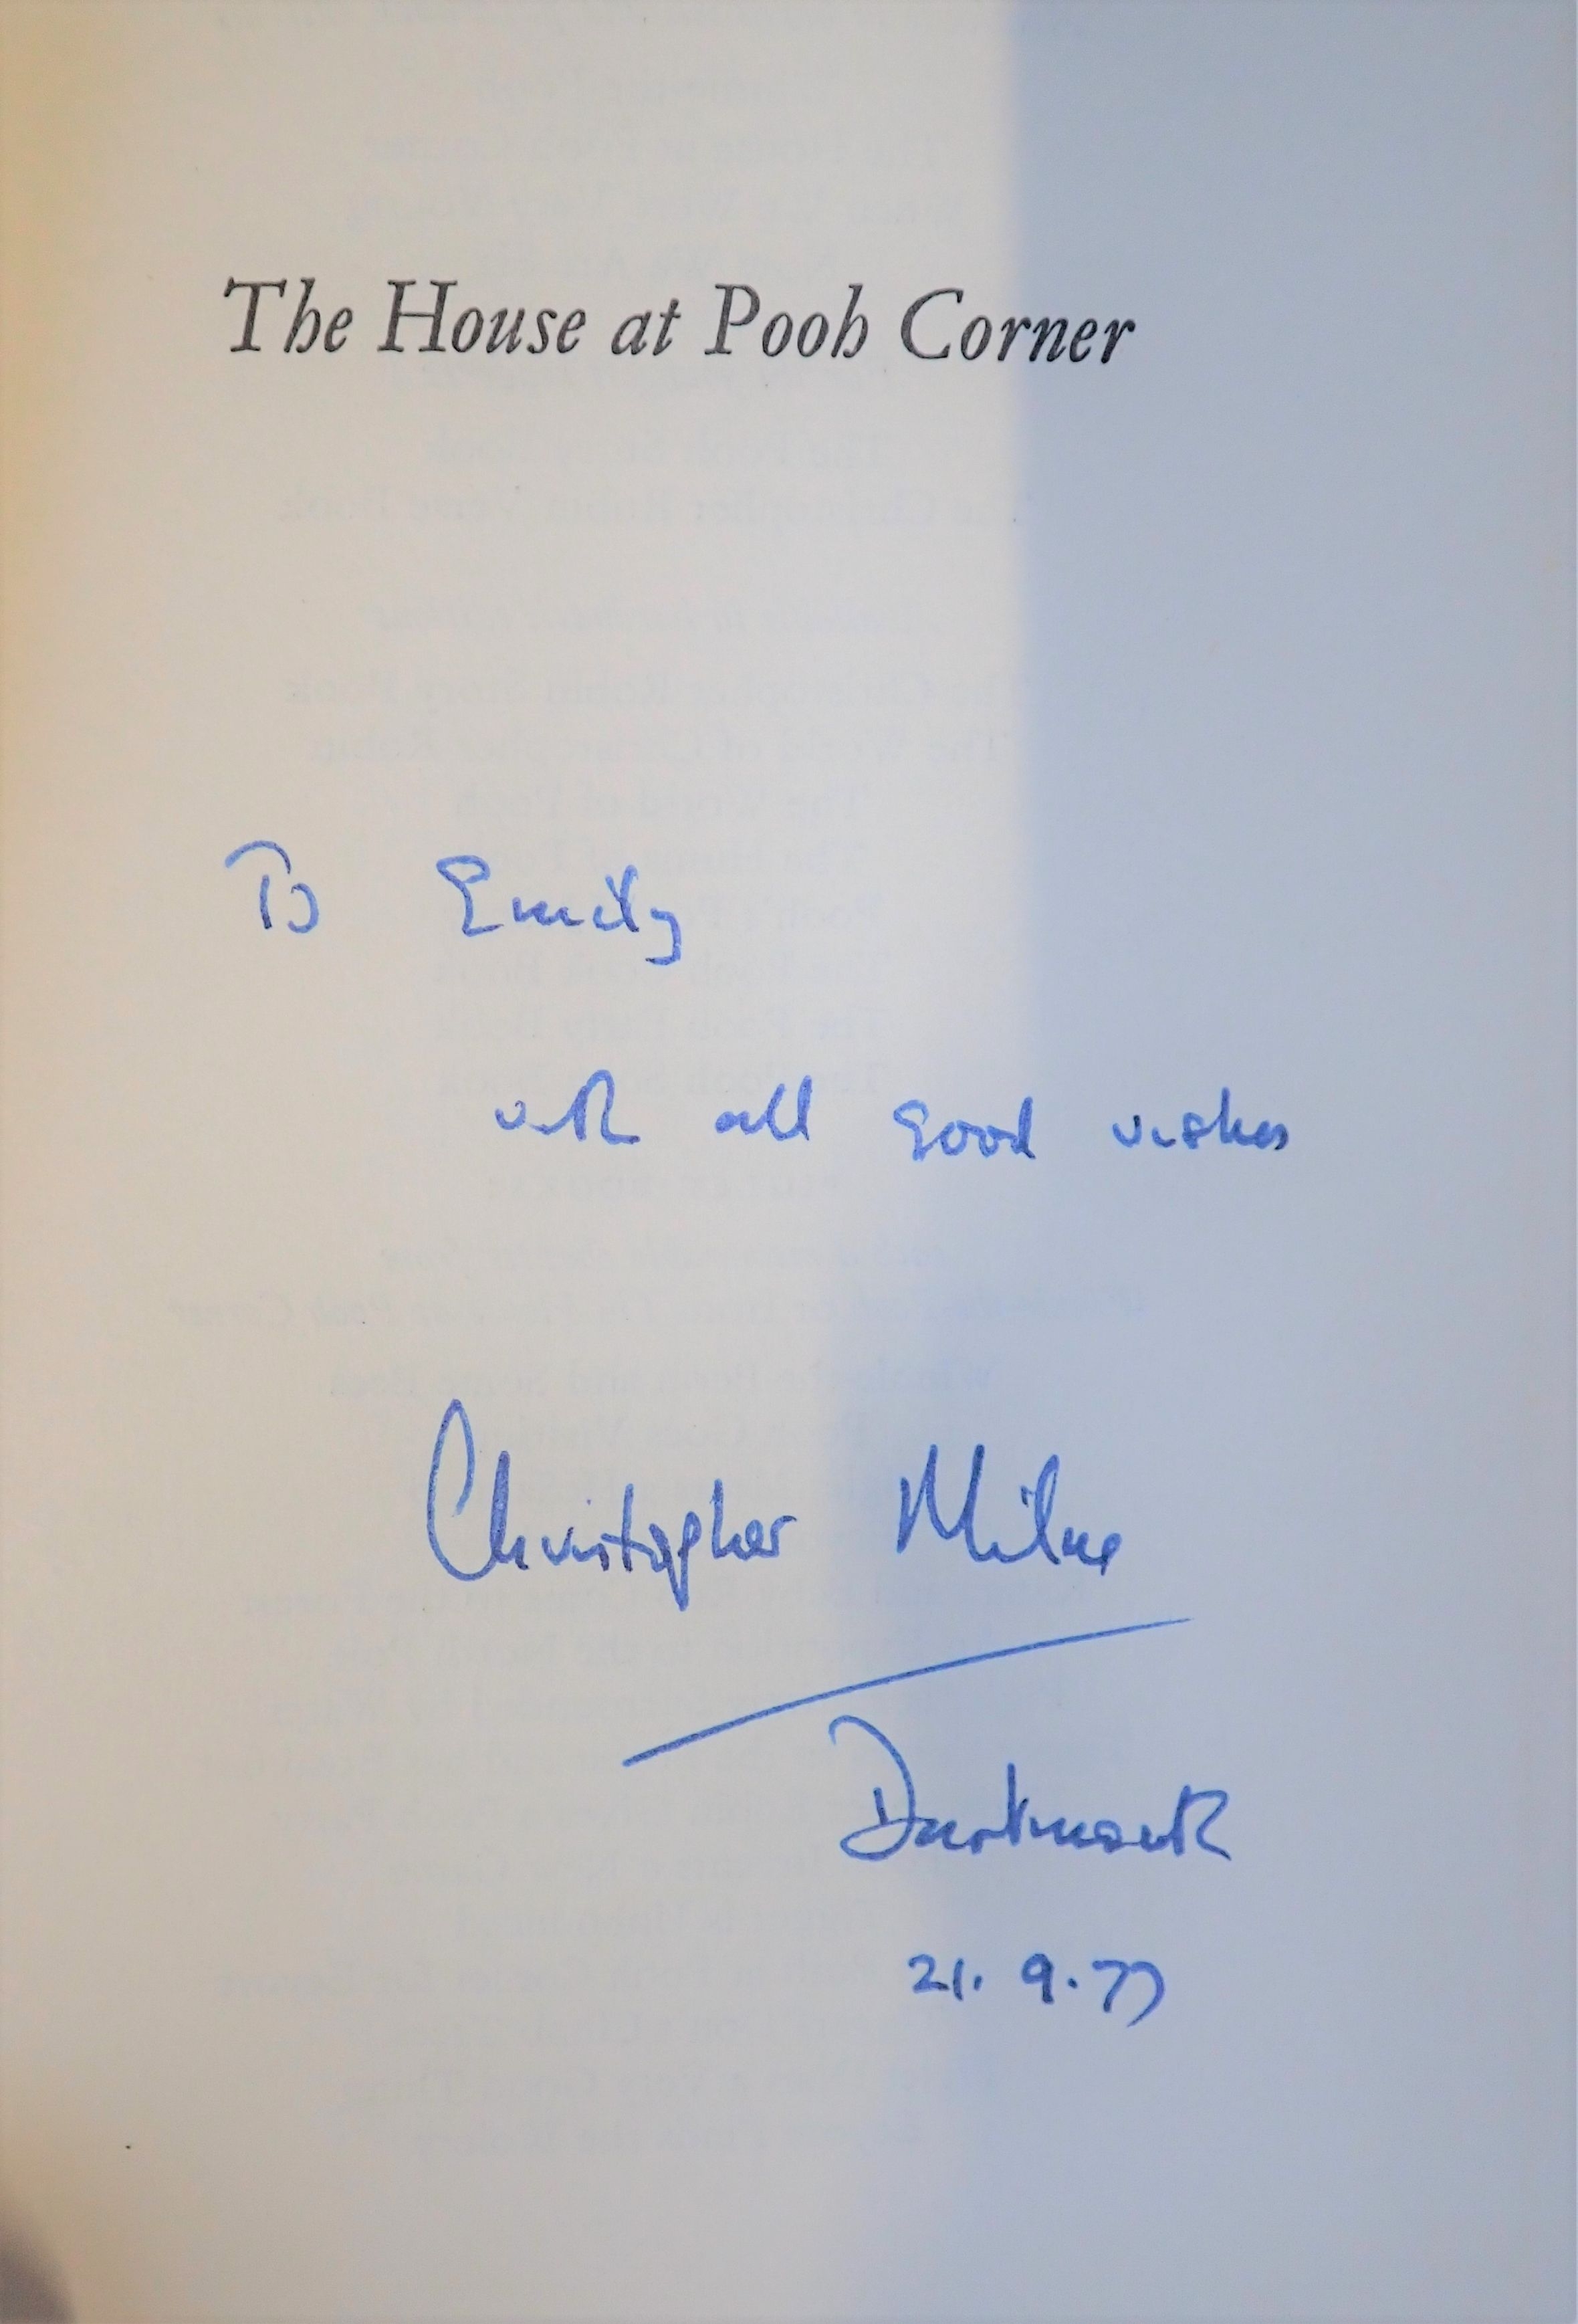 The House at Pooh Corner
To Emily
with all good wishes
Christopher Milne
Dartmouth
21. 9. 77